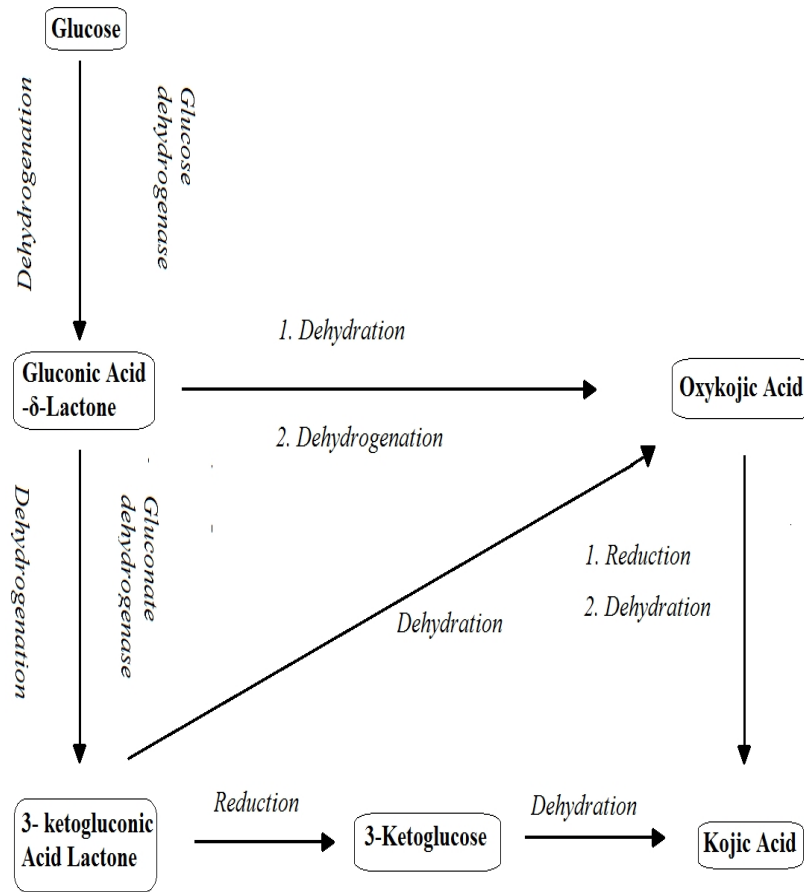 Glucose
Dehydrogenation
Glucose
dehydrogenase
1. Dehydration
Gluconic Acid
-δ-Lactone
Oxykojic Acid
2. Dehydrogenation
Dehydrogenation
Gluconate
dehydrogenase
1. Reduction
2. Dehydration
Dehydration
Reduction
Dehydration
3- ketogluconic
Acid Lactone
3-Ketoglucose
Kojic Acid